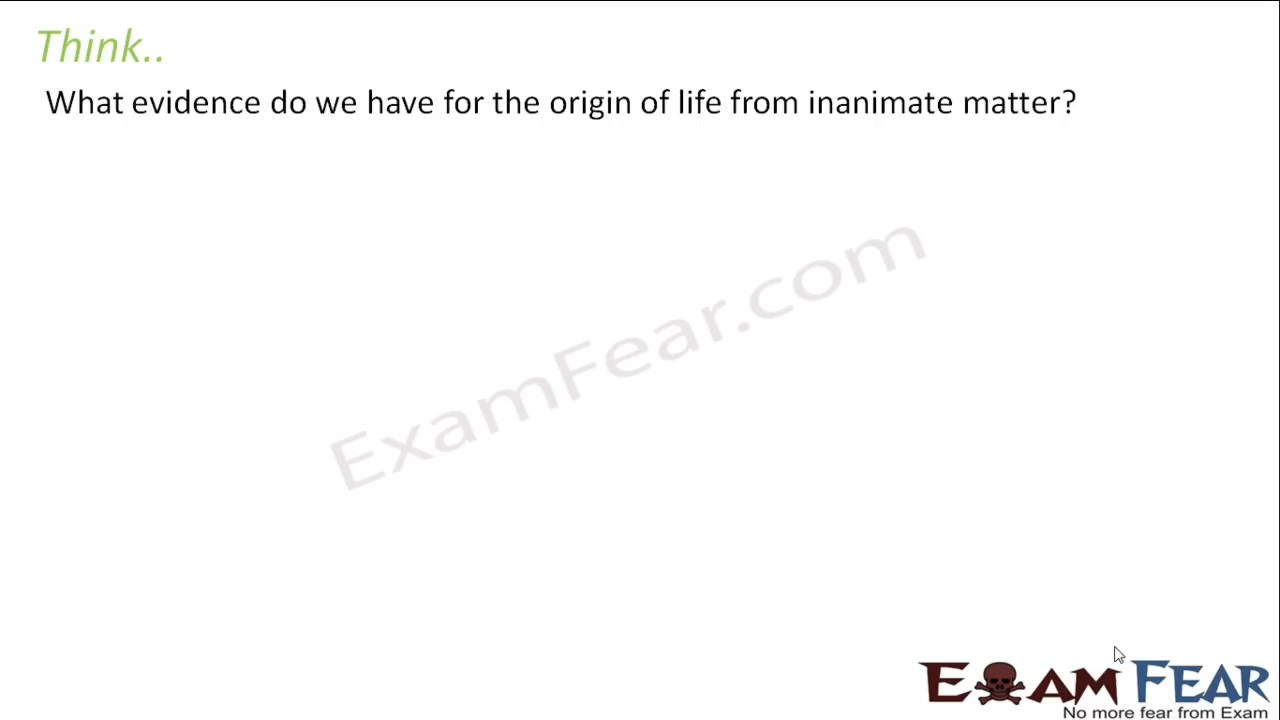 Think..
What evidence do we have for the origin of life from inanimate matter?
ExamFear.com
EXAM FEAR
No more fear from Exam